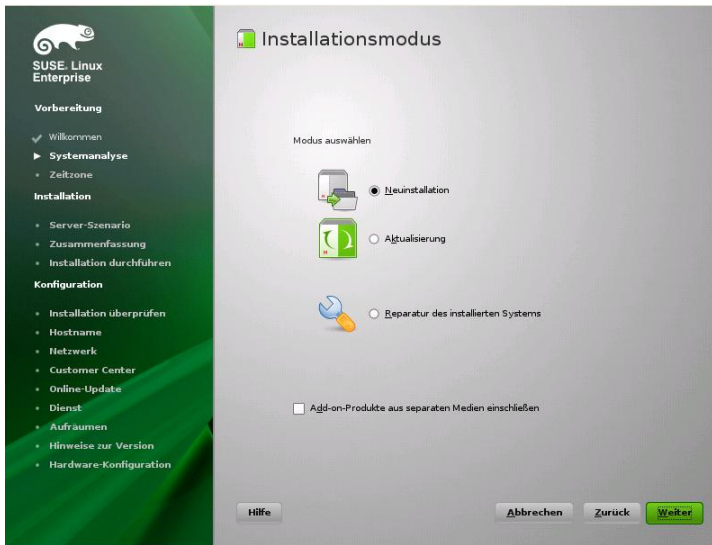 SUSE. Linux
Enterprise
Vorbereitung
Willkommen
Systemanalyse
Zeitzone
Installation
Server-Szenario
Zusammenfassung
Installation durchführen
Konfiguration
Installation überprüfen
Hostname
Netzwerk
Customer Center
Online-Update
Dienst
Aufräumen
Hinweise zur Version
Hardware-Konfiguration
Installationsmodus
Modus auswählen
Neuinstallation
Aktualisierung
Reparatur des installierten Systems
Add-on-Produkte aus separaten Medien einschließen
Hilfe
Abbrechen
Zurück
Weiter